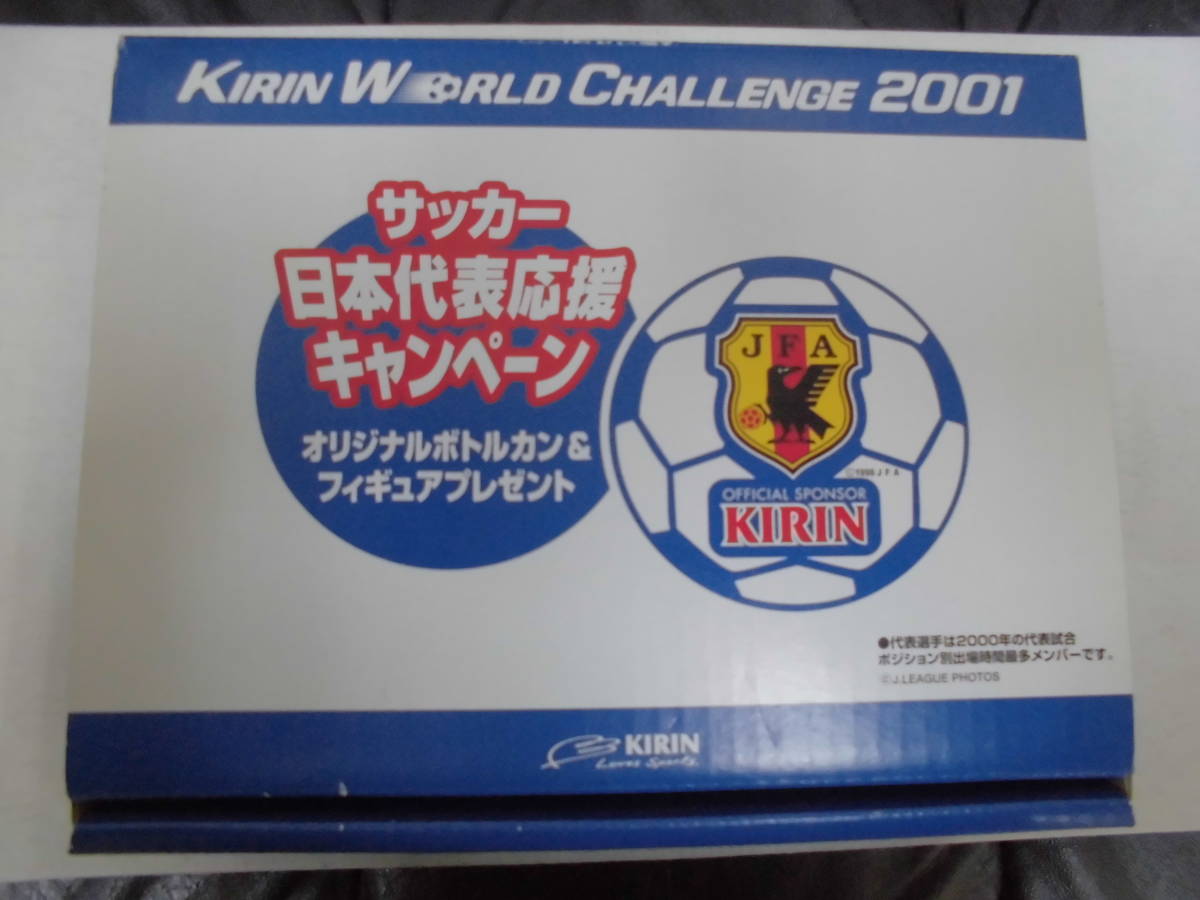 KIRIN WORLD CHALLENGE 2001
サッカー
日本代表応援
キャンペーン
オリジナルボトルカン&
フィギュアプレゼント
JFA
©1996 JFA
OFFICIAL SPONSOR
KIRIN
●代表選手は2000年の代表試合
ポジション別出場時間最多メンバーです。
©J.LEAGUE PHOTOS
KIRIN
Loves Sports